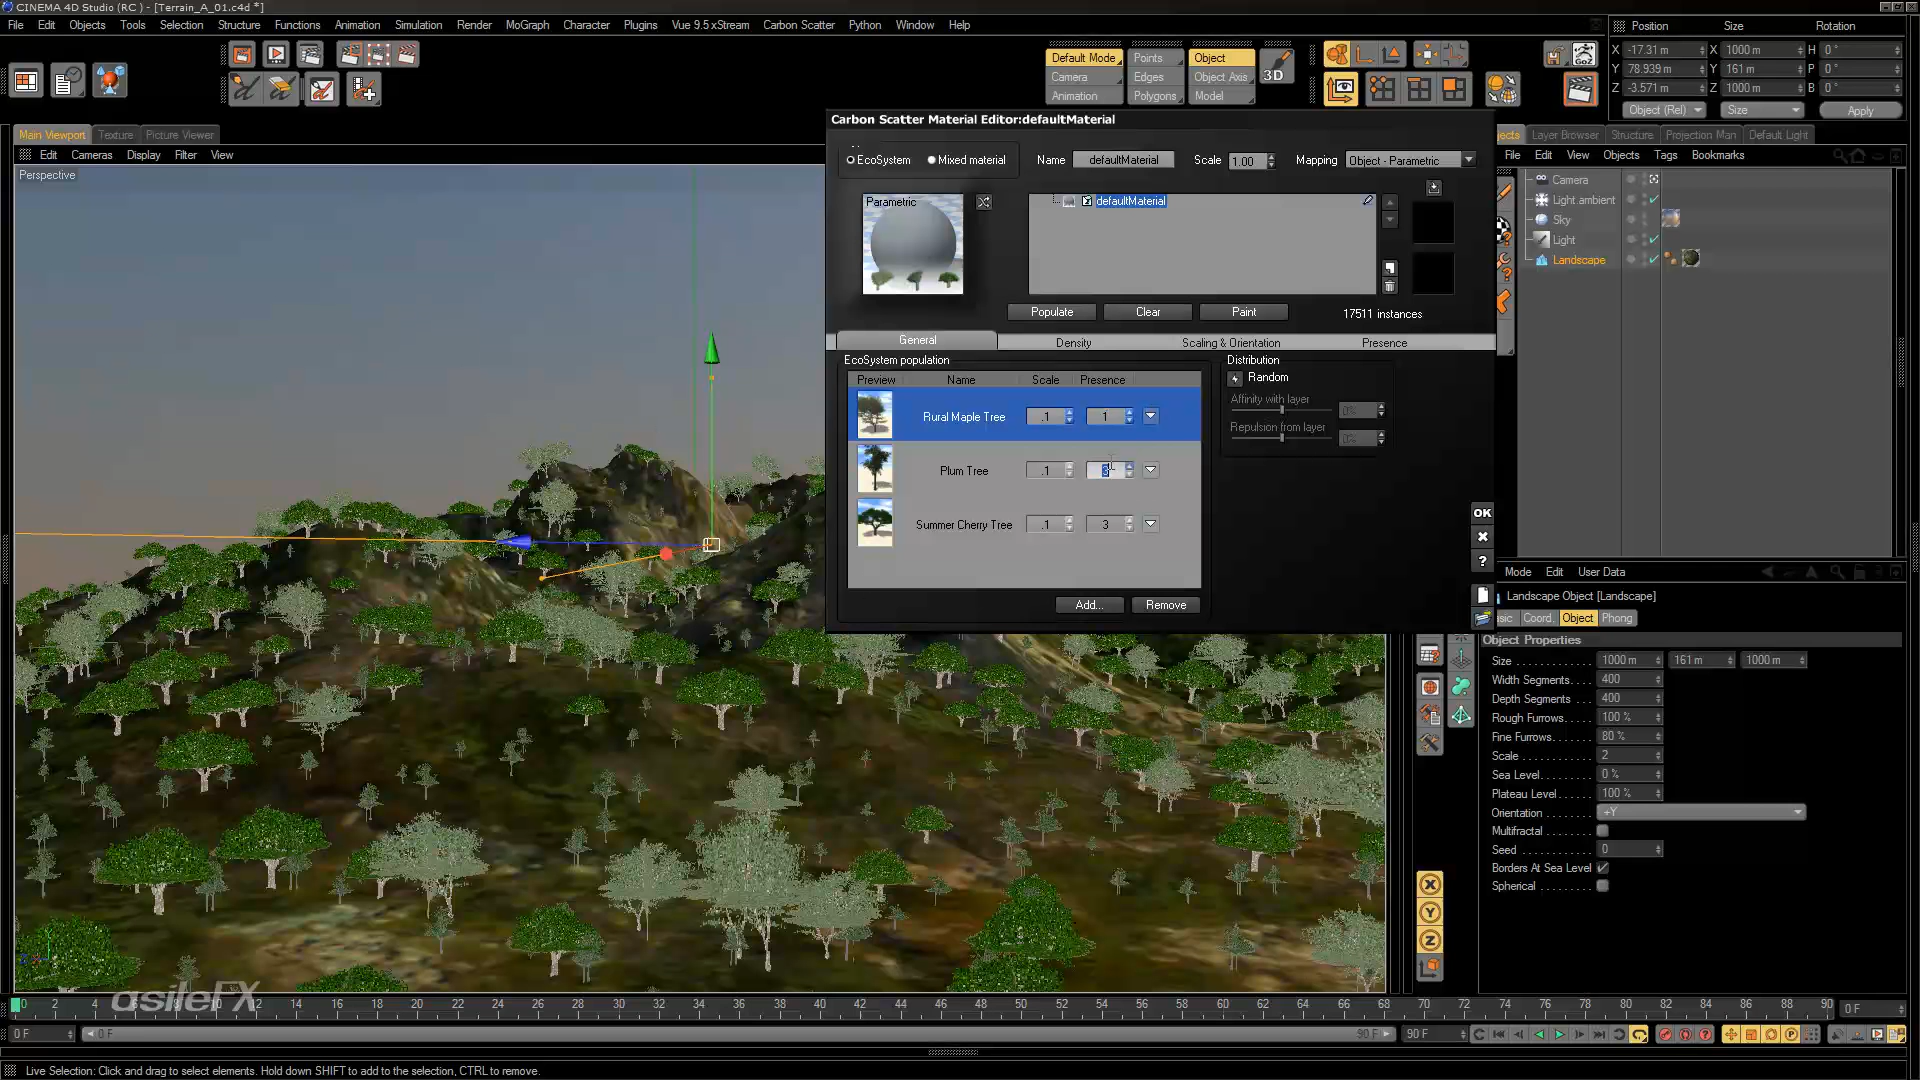 CINEMA 4D Studio (RC ) - [Terrain_A_01.c4d *]
File Edit Objects Tools Selection Structure Functions Animation Simulation Render MoGraph Character Plugins Vue 9.5 xStream Carbon Scatter Python Window Help
Default Mode Points Object
Camera Edges Object Axis
Animation Polygons Model
3D
GoZ
Position Size Rotation
X -17.31 m X 1000 m H 0 °
Y 78.939 m Y 161 m P 0 °
Z -3.571 m Z 1000 m B 0 °
Object (Rel) Size Apply
Main Viewport Texture Picture Viewer
Edit Cameras Display Filter View
Perspective
Carbon Scatter Material Editor:defaultMaterial
EcoSystem Mixed material Name defaultMaterial Scale 1.00 Mapping Object - Parametric
Parametric
defaultMaterial
Populate Clear Paint 17511 instances
General Density Scaling & Orientation Presence
EcoSystem population
Preview Name Scale Presence
Rural Maple Tree .1 1
Plum Tree .1 3
Summer Cherry Tree .1 3
Add... Remove
Distribution
Random
Affinity with layer 0%
Repulsion from layer 0%
OK
?
jects Layer Browser Structure Projection Man Default Light
File Edit View Objects Tags Bookmarks
Camera
Light.ambient
Sky
Light
Landscape
Mode Edit User Data
Landscape Object [Landscape]
sic Coord. Object Phong
Object Properties
Size 1000 m 161 m 1000 m
Width Segments. . . . 400
Depth Segments . . . 400
Rough Furrows. . . . . 100 %
Fine Furrows. . . . . . 80 %
Scale 2
Sea Level. . . . . . . . 0 %
Plateau Level 100 %
Orientation +Y
Multifractal
Seed 0
Borders At Sea Level
Spherical
X
Y
Z
asileFX
0 2 4 12 14 16 18 20 22 24 26 28 30 32 34 36 38 40 42 44 46 48 50 52 54 56 58 60 62 64 66 68 70 72 74 76 78 80 82 84 86 88 90 0 F
0 F 0 F 90 F 90 F
Live Selection: Click and drag to select elements. Hold down SHIFT to add to the selection, CTRL to remove.